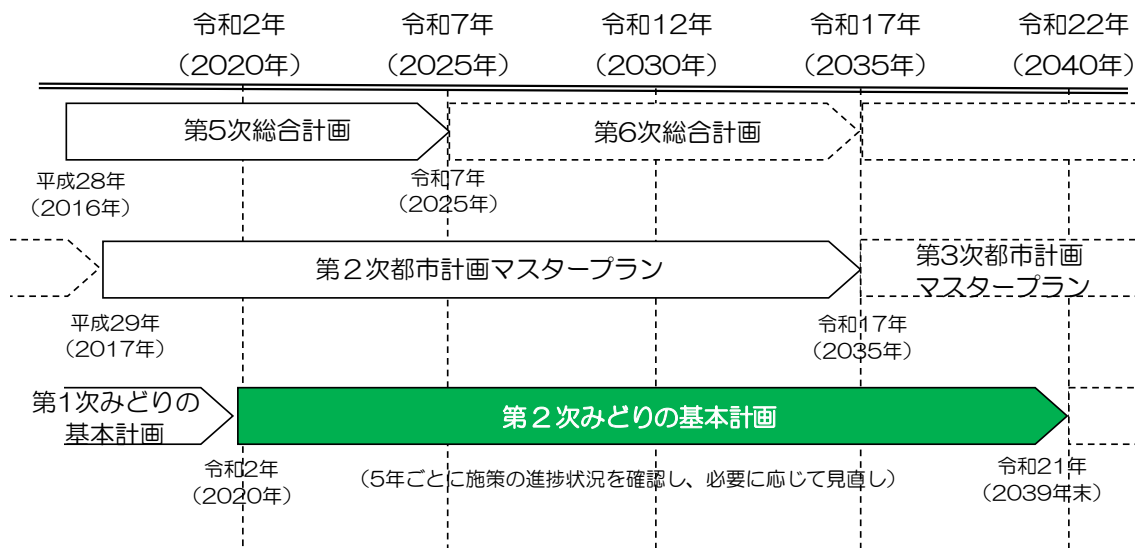 令和2年
（2020年）
令和7年
（2025年）
令和12年
（2030年）
令和17年
（2035年）
令和22年
（2040年）
第5次総合計画
第6次総合計画
平成28年
（2016年）
令和7年
（2025年）
第２次都市計画マスタープラン
第3次都市計画
マスタープラン
平成29年
（2017年）
令和17年
（2035年）
第1次みどりの
基本計画
第２次みどりの基本計画
令和2年
（2020年）
（5年ごとに施策の進捗状況を確認し、必要に応じて見直し）
令和21年
（2039年末）